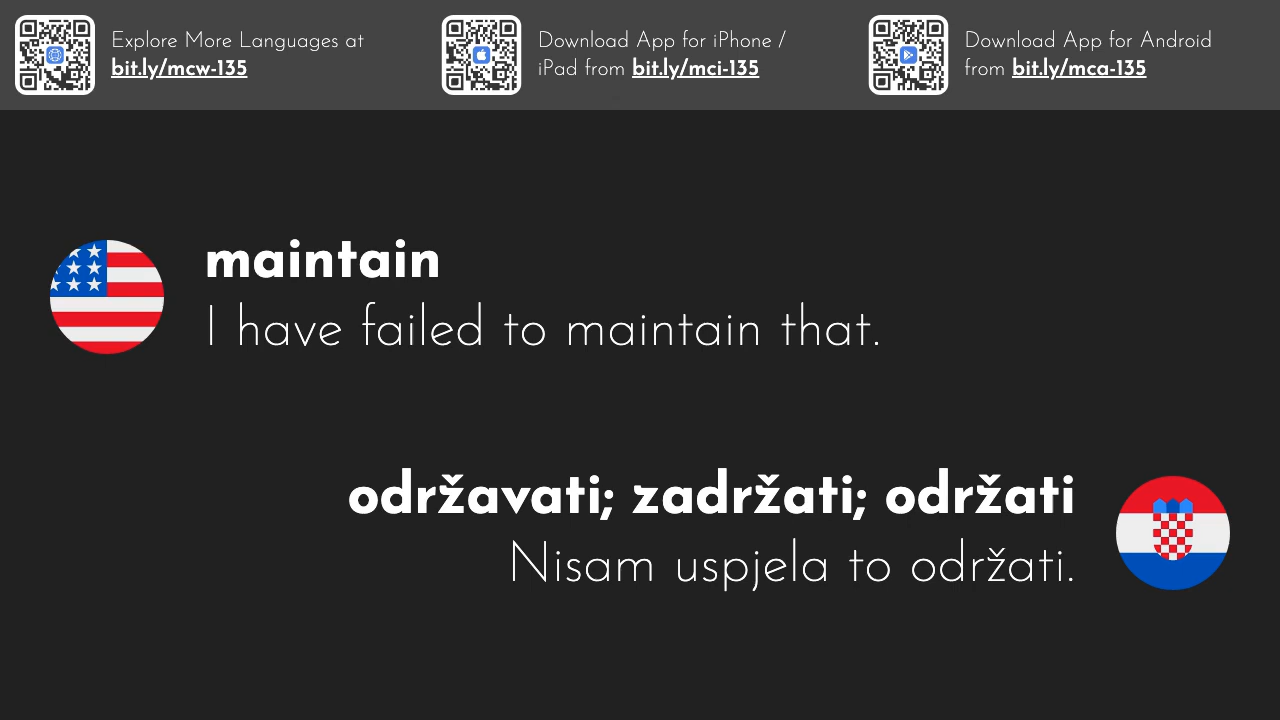 Explore More Languages at
bit.ly/mcw-135
Download App for iPhone /
iPad from bit.ly/mci-135
Download App for Android
from bit.ly/mca-135
maintain
I have failed to maintain that.
održavati; zadržati; održati
Nisam uspjela to održati.